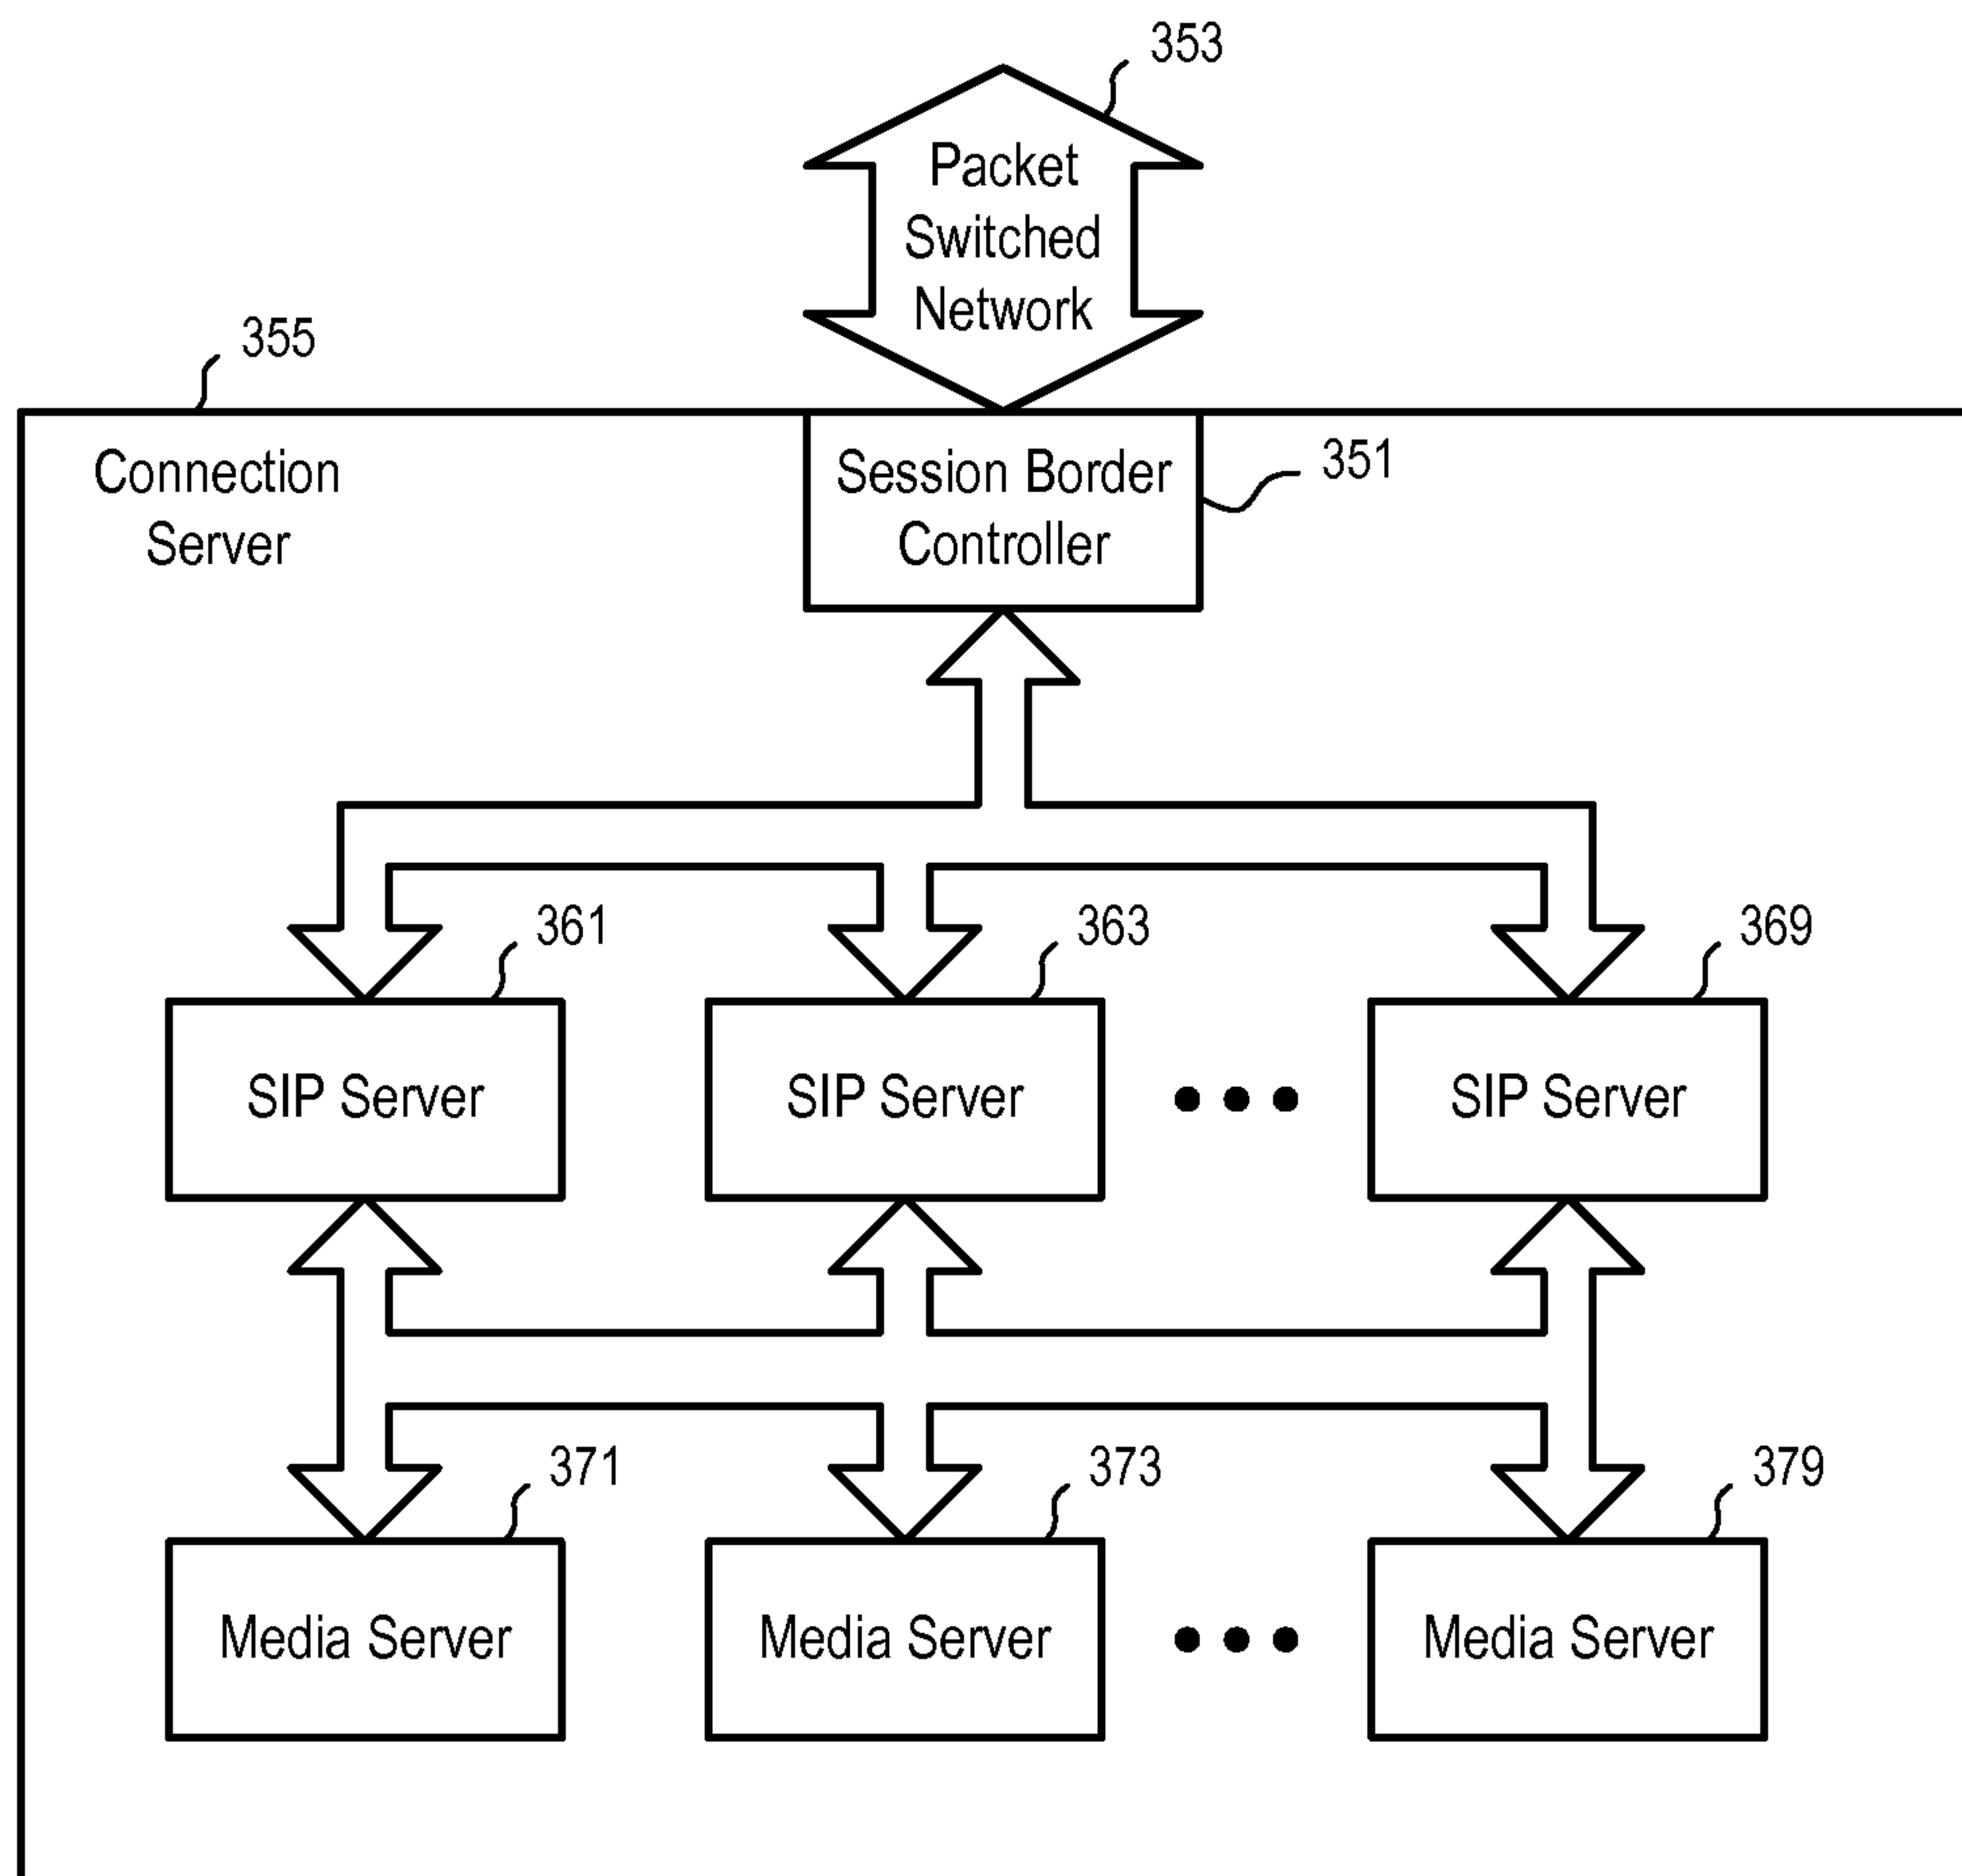 353
Packet
Switched
Network
355
Connection
Server
Session Border
Controller
351
361
363
369
SIP Server
SIP Server
SIP Server
371
373
379
Media Server
Media Server
Media Server